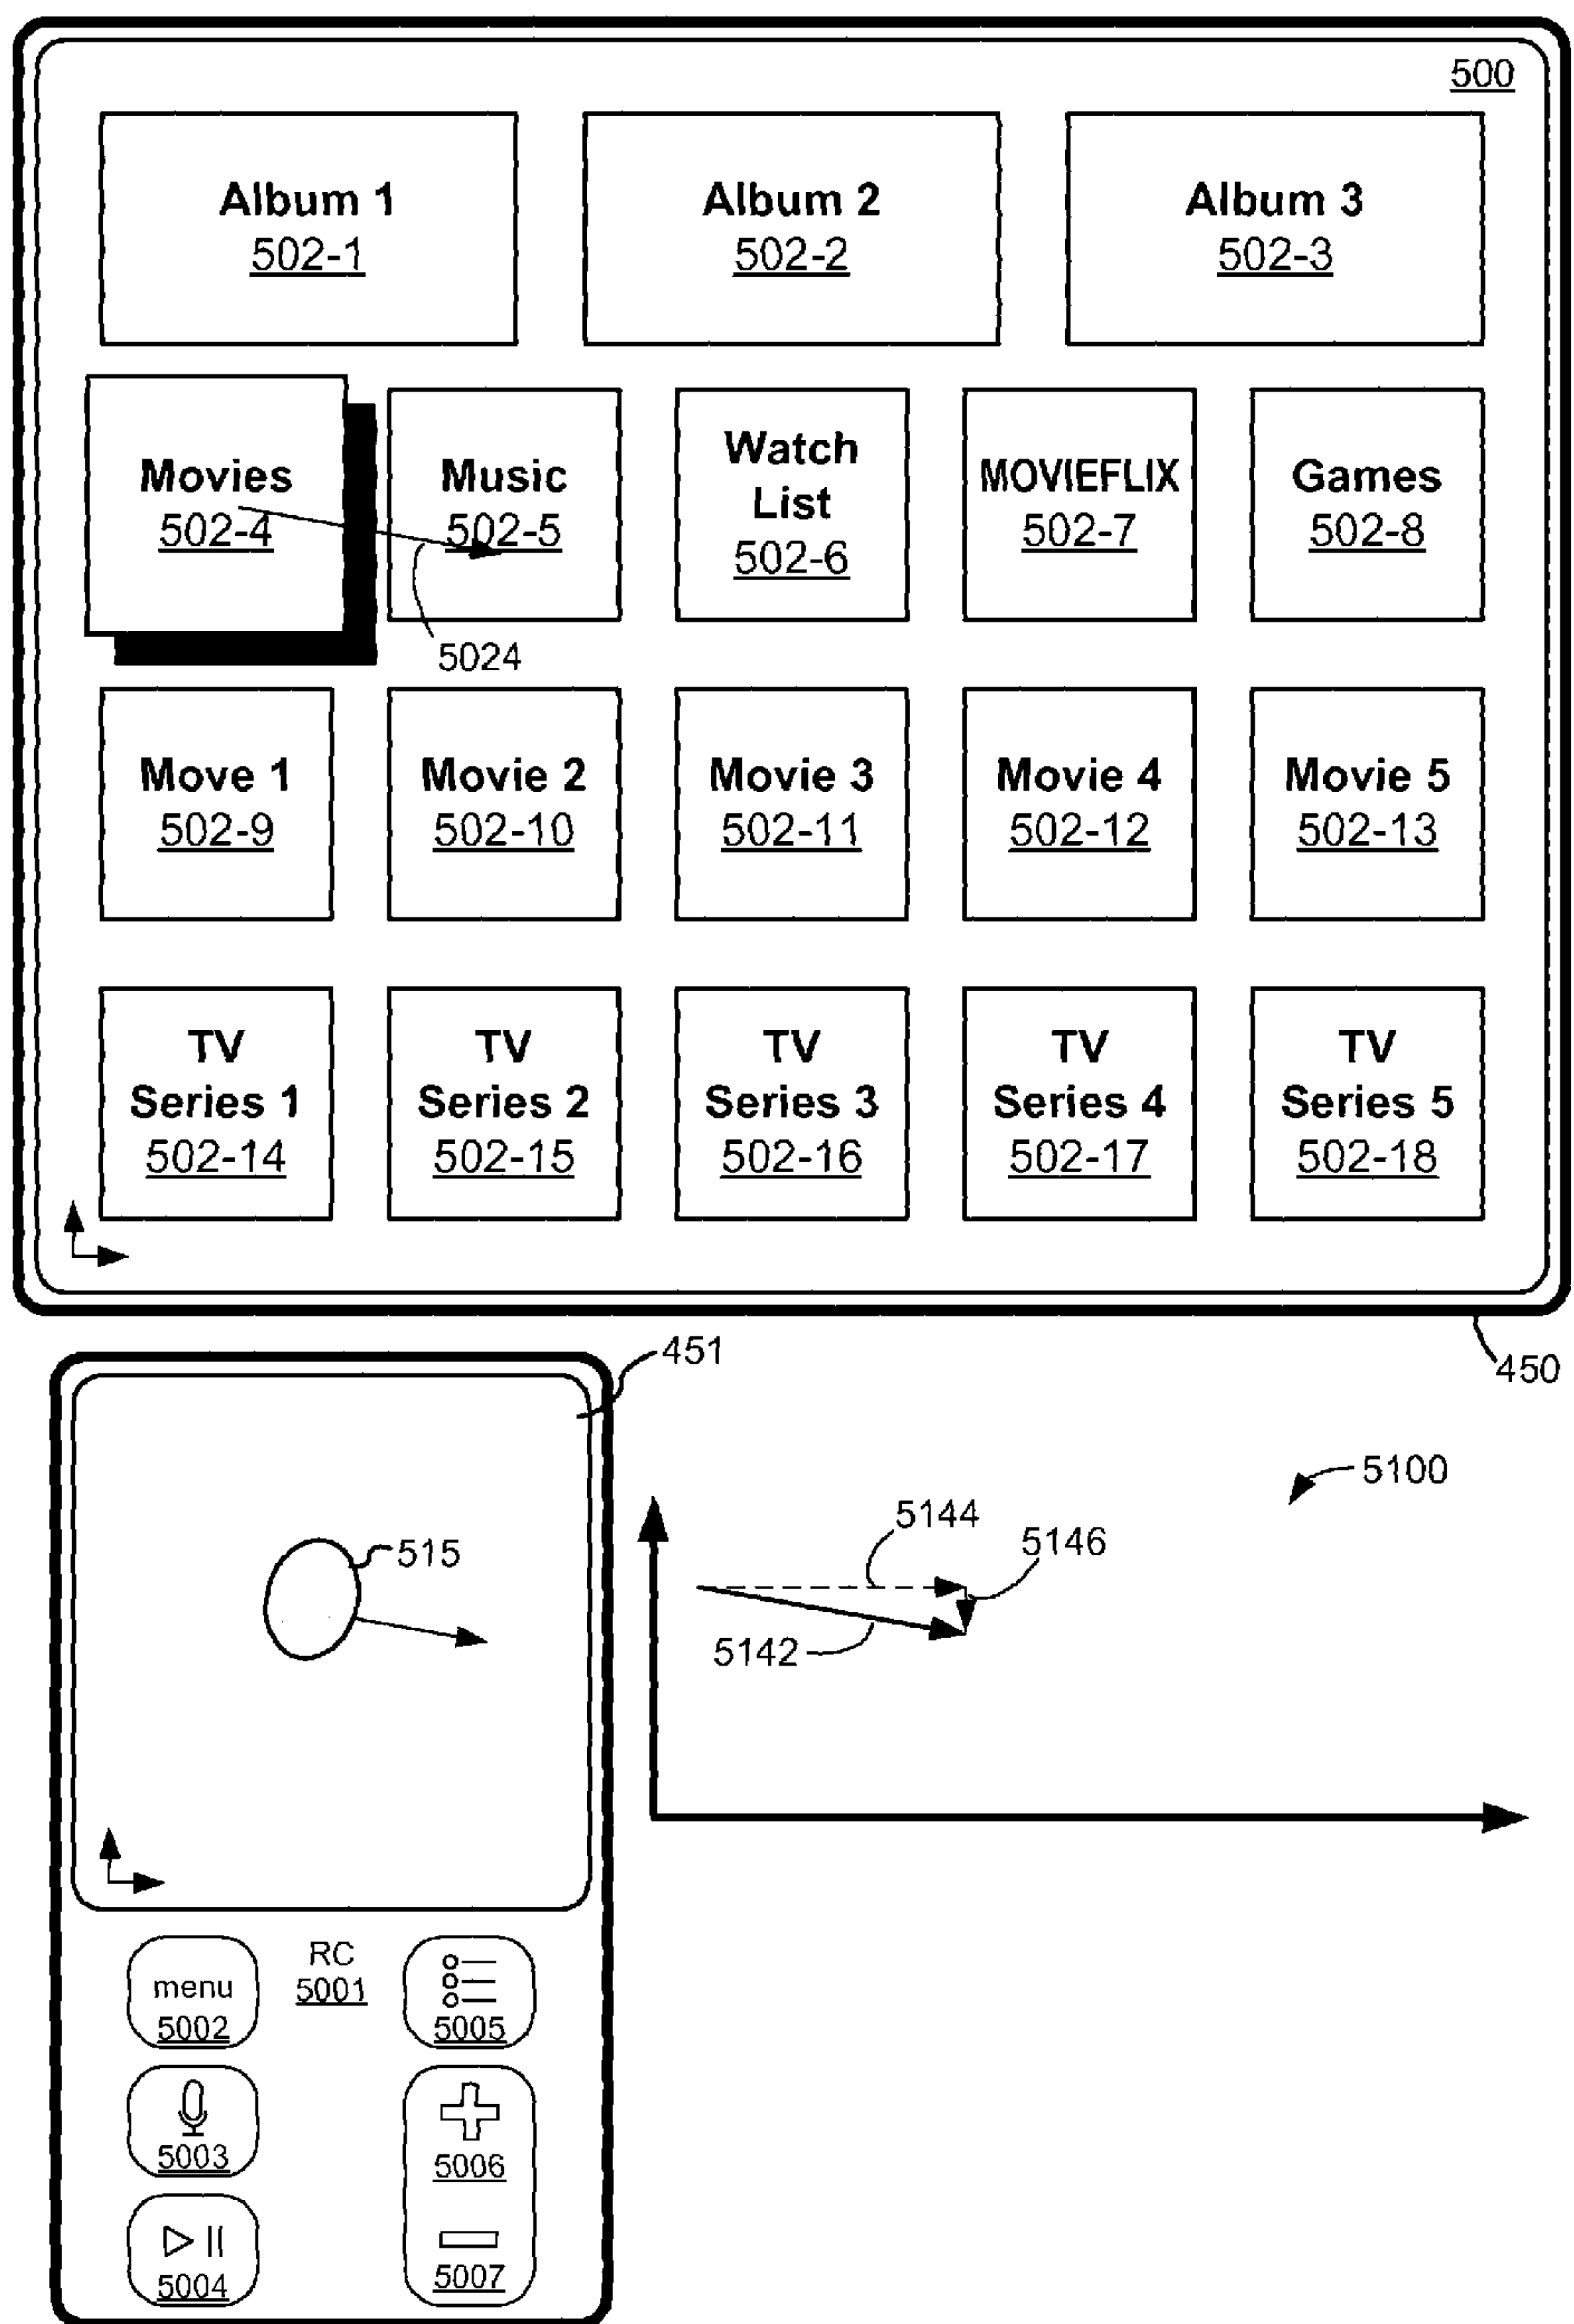 500
Album 1
502-1
Album 2
502-2
Album 3
502-3
Movies
502-4
Music
502-5
Watch
List
502-6
MOVIEFLIX
502-7
Games
502-8
5024
Move 1
502-9
Movie 2
502-10
Movie 3
502-11
Movie 4
502-12
Movie 5
502-13
TV
Series 1
502-14
TV
Series 2
502-15
TV
Series 3
502-16
TV
Series 4
502-17
TV
Series 5
502-18
450
451
515
5100
5144
5146
5142
menu
5002
RC
5001
5005
5003
5006
5004
5007